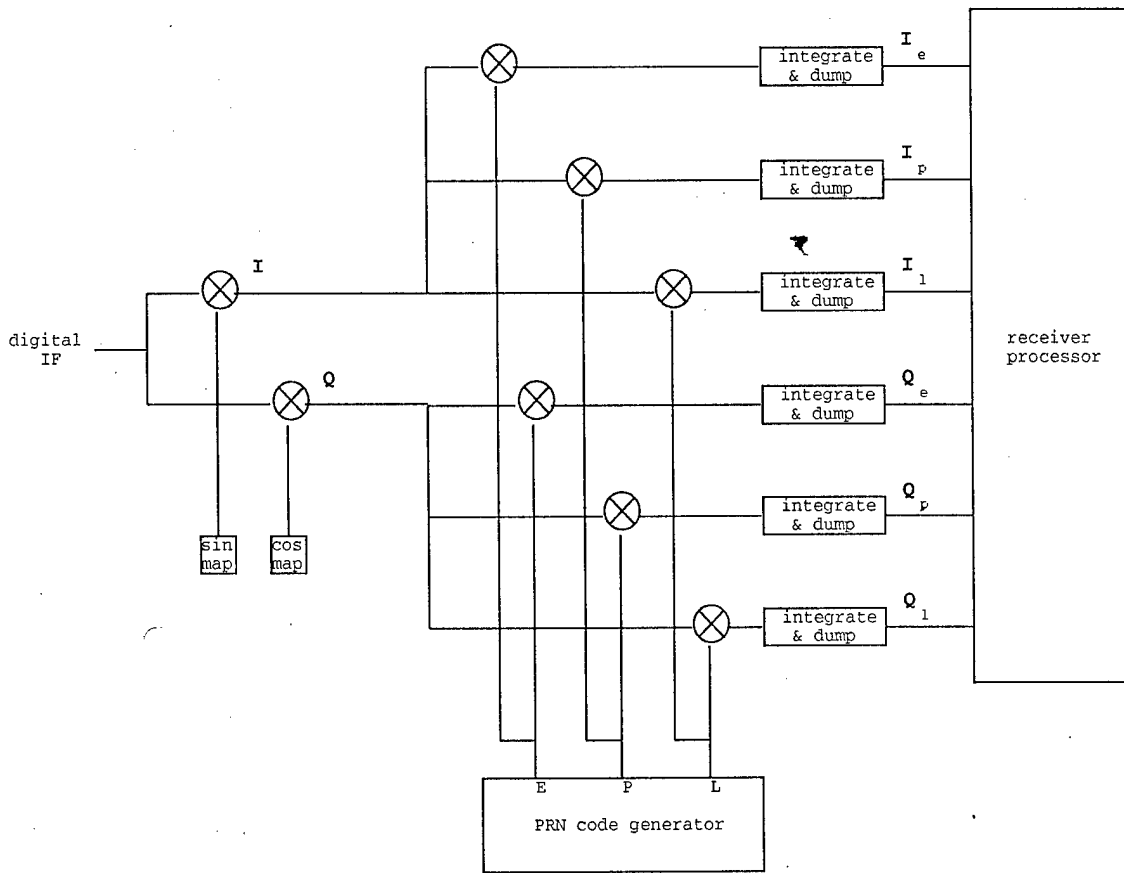 I
e
integrate
& dump
I
p
integrate
& dump
I
I
l
integrate
& dump
digital
IF
receiver
processor
Q
Q
e
integrate
& dump
Q
p
integrate
& dump
sin
map
cos
map
Q
l
integrate
& dump
E P L
PRN code generator